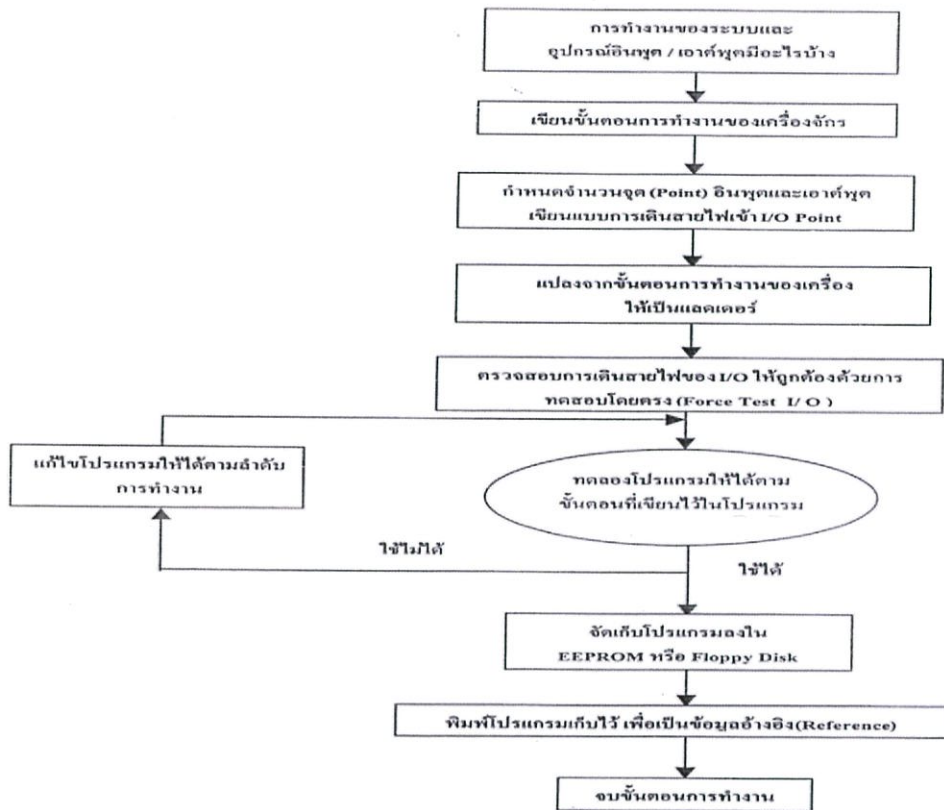 การทำงานของระบบและ
อุปกรณ์อินพุต / เอาต์พุตมีอะไรบ้าง
เขียนขั้นตอนการทำงานของเครื่องจักร
กำหนดจำนวนจุด (Point) อินพุตและเอาต์พุต
เขียนแบบการเดินสายไฟเข้า I/O Point
แปลงจากขั้นตอนการทำงานของเครื่อง
ให้เป็นแลดเดอร์
ตรวจสอบการเดินสายไฟของ I/O ให้ถูกต้องด้วยการ
ทดสอบโดยตรง (Force Test I/ O )
แก้ไขโปรแกรมให้ได้ตามลำดับ
การทำงาน
ทดลองโปรแกรมให้ได้ตาม
ขั้นตอนที่เขียนไว้ในโปรแกรม
ใช้ไม่ได้
ใช้ได้
จัดเก็บโปรแกรมลงใน
EEPROM หรือ Floppy Disk
พิมพ์โปรแกรมเก็บไว้ เพื่อเป็นข้อมูลอ้างอิง(Reference)
จบขั้นตอนการทำงาน